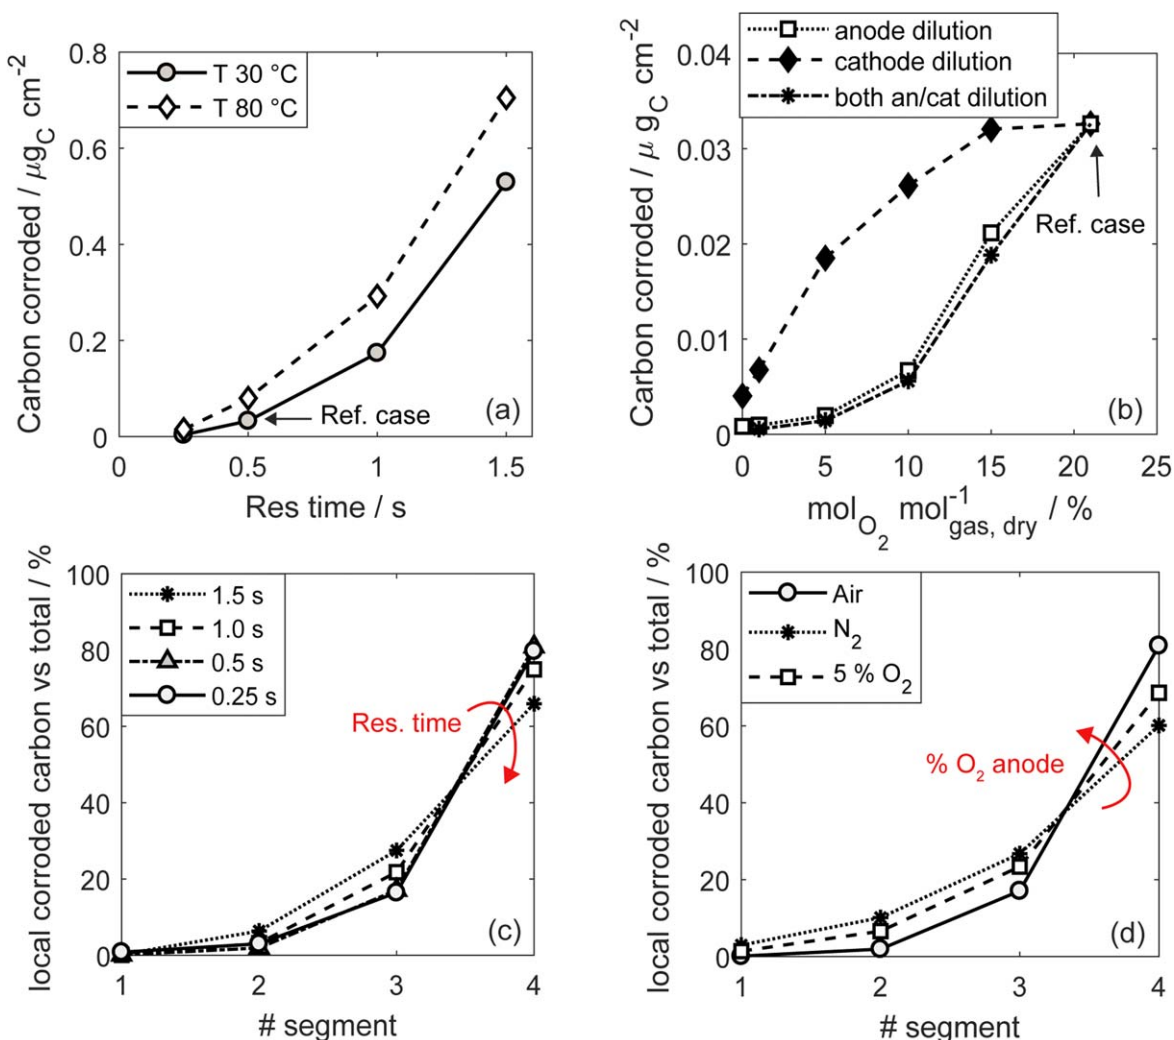 Carbon corroded / μg_C cm⁻²
0.8
0.6
0.4
0.2
0
T 30 °C
T 80 °C
Ref. case
(a)
0 0.5 1 1.5
Res time / s
Carbon corroded / μ g_C cm⁻²
0.04
0.03
0.02
0.01
0
anode dilution
cathode dilution
both an/cat dilution
Ref. case
(b)
0 5 10 15 20 25
mol_O₂ mol⁻¹_gas, dry / %
local corroded carbon vs total / %
100
80
60
40
20
0
1.5 s
1.0 s
0.5 s
0.25 s
Res. time
(c)
1 2 3 4
# segment
local corroded carbon vs total / %
100
80
60
40
20
0
Air
N₂
5 % O₂
% O₂ anode
(d)
1 2 3 4
# segment